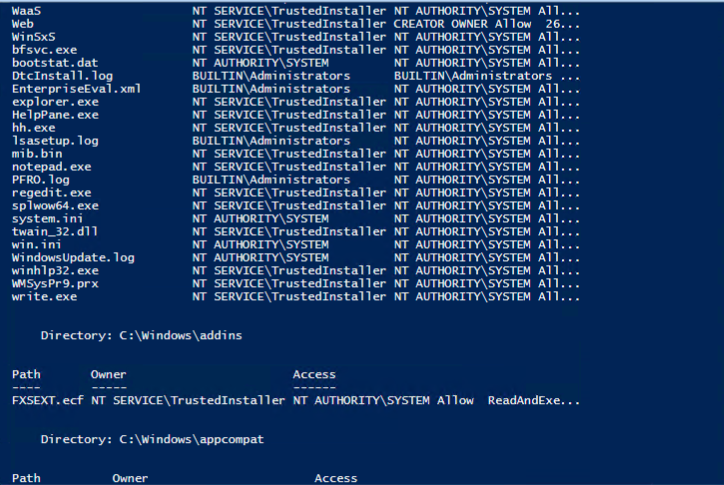 WaaS NT SERVICE\TrustedInstaller NT AUTHORITY\SYSTEM All...
Web NT SERVICE\TrustedInstaller CREATOR OWNER Allow 26...
WinSxS NT SERVICE\TrustedInstaller NT AUTHORITY\SYSTEM All...
bfsvc.exe NT SERVICE\TrustedInstaller NT AUTHORITY\SYSTEM All...
bootstat.dat NT AUTHORITY\SYSTEM NT AUTHORITY\SYSTEM All...
DtcInstall.log BUILTIN\Administrators BUILTIN\Administrators ...
EnterpriseEval.xml BUILTIN\Administrators NT AUTHORITY\SYSTEM All...
explorer.exe NT SERVICE\TrustedInstaller NT AUTHORITY\SYSTEM All...
HelpPane.exe NT SERVICE\TrustedInstaller NT AUTHORITY\SYSTEM All...
hh.exe NT SERVICE\TrustedInstaller NT AUTHORITY\SYSTEM All...
lsasetup.log BUILTIN\Administrators NT AUTHORITY\SYSTEM All...
mib.bin NT SERVICE\TrustedInstaller NT AUTHORITY\SYSTEM All...
notepad.exe NT SERVICE\TrustedInstaller NT AUTHORITY\SYSTEM All...
PFRO.log BUILTIN\Administrators NT AUTHORITY\SYSTEM All...
regedit.exe NT SERVICE\TrustedInstaller NT AUTHORITY\SYSTEM All...
splwow64.exe NT SERVICE\TrustedInstaller NT AUTHORITY\SYSTEM All...
system.ini NT AUTHORITY\SYSTEM NT AUTHORITY\SYSTEM All...
twain_32.dll NT SERVICE\TrustedInstaller NT AUTHORITY\SYSTEM All...
win.ini NT AUTHORITY\SYSTEM NT AUTHORITY\SYSTEM All...
WindowsUpdate.log NT AUTHORITY\SYSTEM NT AUTHORITY\SYSTEM All...
winhlp32.exe NT SERVICE\TrustedInstaller NT AUTHORITY\SYSTEM All...
WMSysPr9.prx NT SERVICE\TrustedInstaller NT AUTHORITY\SYSTEM All...
write.exe NT SERVICE\TrustedInstaller NT AUTHORITY\SYSTEM All...
Directory: C:\Windows\addins
Path Owner Access
---- ----- ------
FXSEXT.ecf NT SERVICE\TrustedInstaller NT AUTHORITY\SYSTEM Allow ReadAndExe...
Directory: C:\Windows\appcompat
Path Owner Access